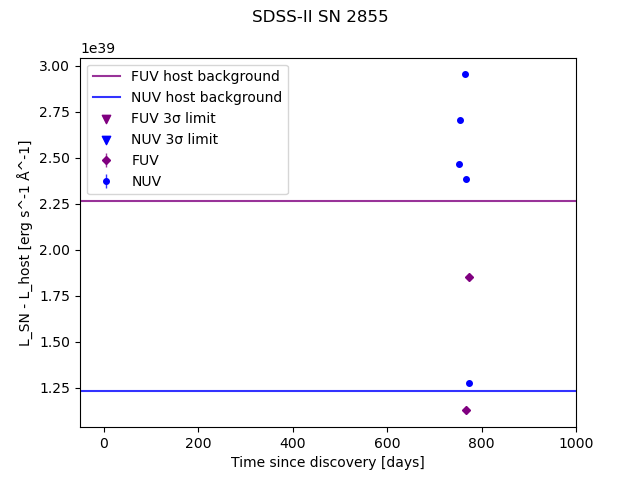 SDSS-II SN 2855
1e39
3.00
2.75
2.50
2.25
2.00
1.75
1.50
1.25
L_SN - L_host [erg s^-1 Å^-1]
FUV host background
NUV host background
FUV 3σ limit
NUV 3σ limit
FUV
NUV
0 200 400 600 800 1000
Time since discovery [days]